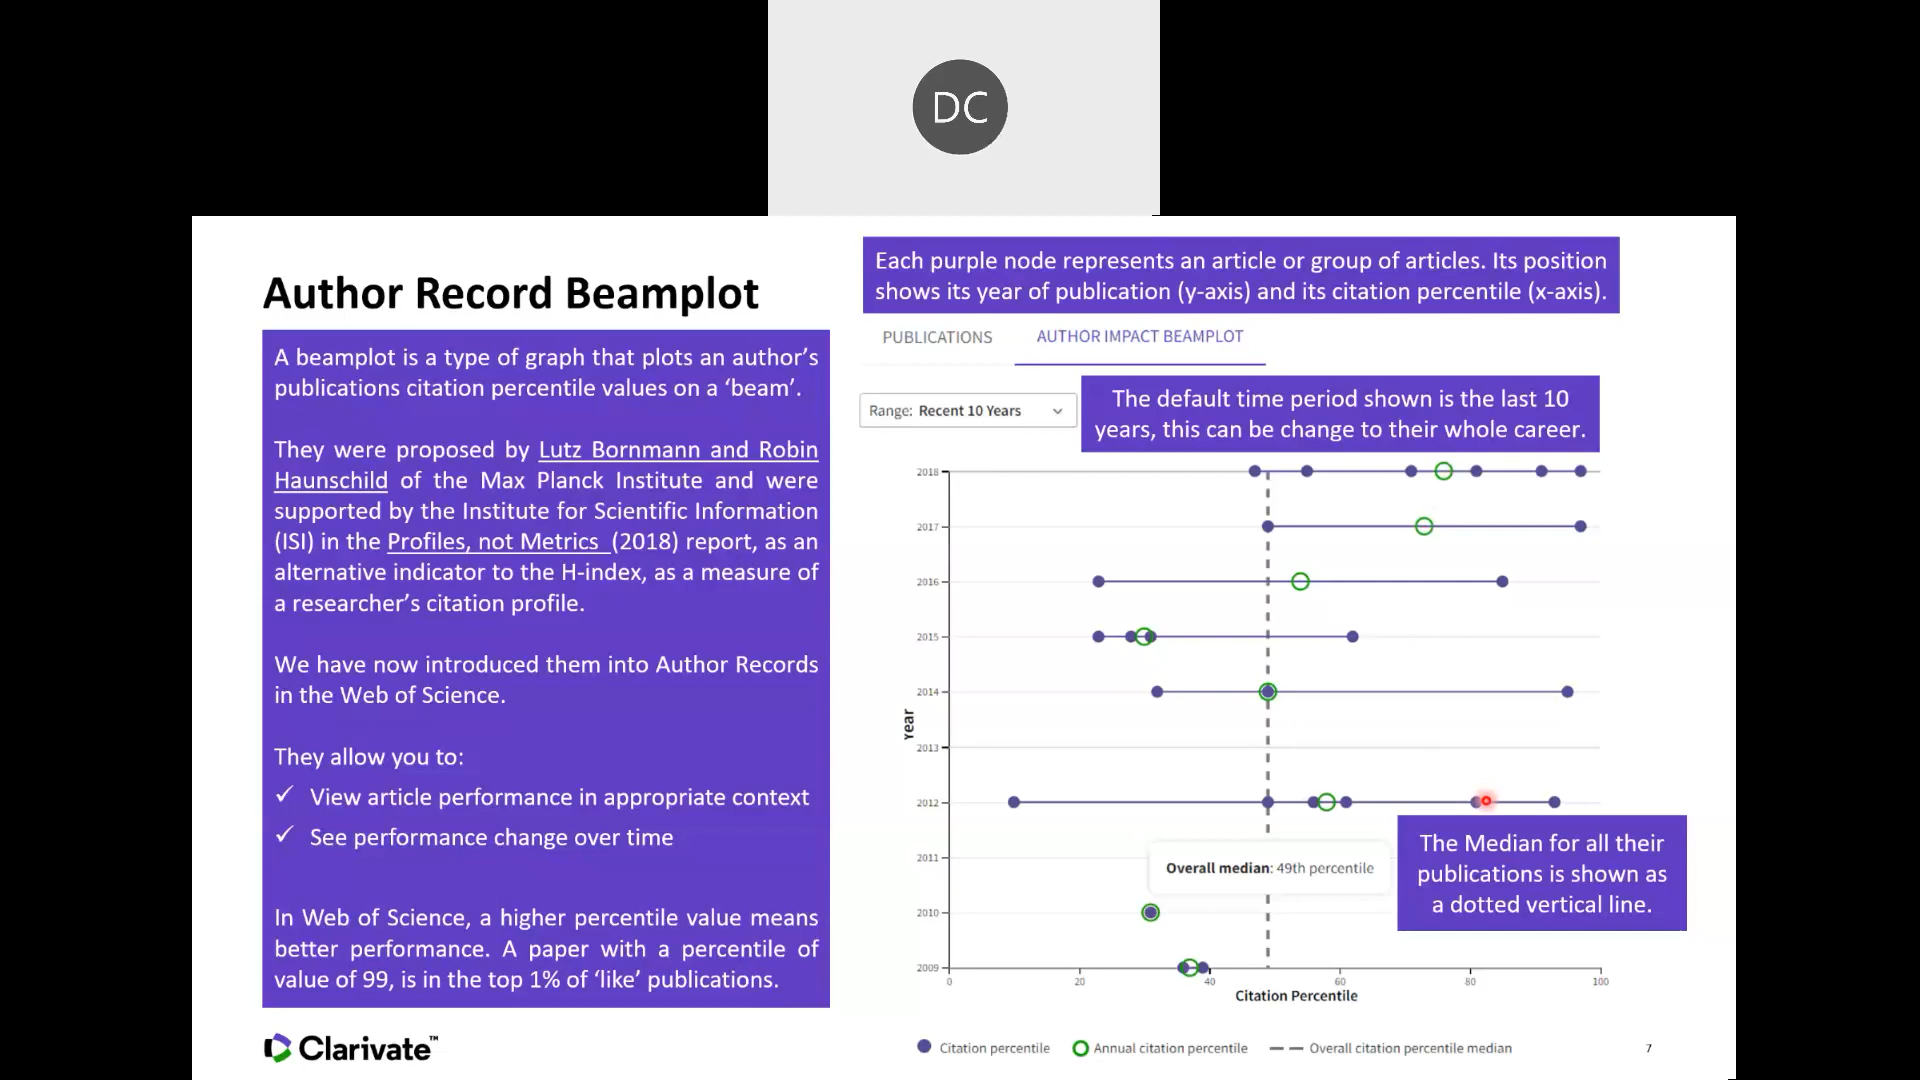 DC
Author Record Beamplot
A beamplot is a type of graph that plots an author's
publications citation percentile values on a 'beam'.
They were proposed by Lutz Bornmann and Robin
Haunschild of the Max Planck Institute and were
supported by the Institute for Scientific Information
(ISI) in the Profiles, not Metrics (2018) report, as an
alternative indicator to the H-index, as a measure of
a researcher's citation profile.
We have now introduced them into Author Records
in the Web of Science.
They allow you to:
✓ View article performance in appropriate context
✓ See performance change over time
In Web of Science, a higher percentile value means
better performance. A paper with a percentile of
value of 99, is in the top 1% of 'like' publications.
Clarivate™
Each purple node represents an article or group of articles. Its position
shows its year of publication (y-axis) and its citation percentile (x-axis).
PUBLICATIONS AUTHOR IMPACT BEAMPLOT
Range: Recent 10 Years
The default time period shown is the last 10
years, this can be change to their whole career.
2018
2017
2016
2015
2014
2013
2012
2011
2010
2009
Year
Overall median: 49th percentile
The Median for all their
publications is shown as
a dotted vertical line.
0 20 40 60 80 100
Citation Percentile
Citation percentile Annual citation percentile Overall citation percentile median
7